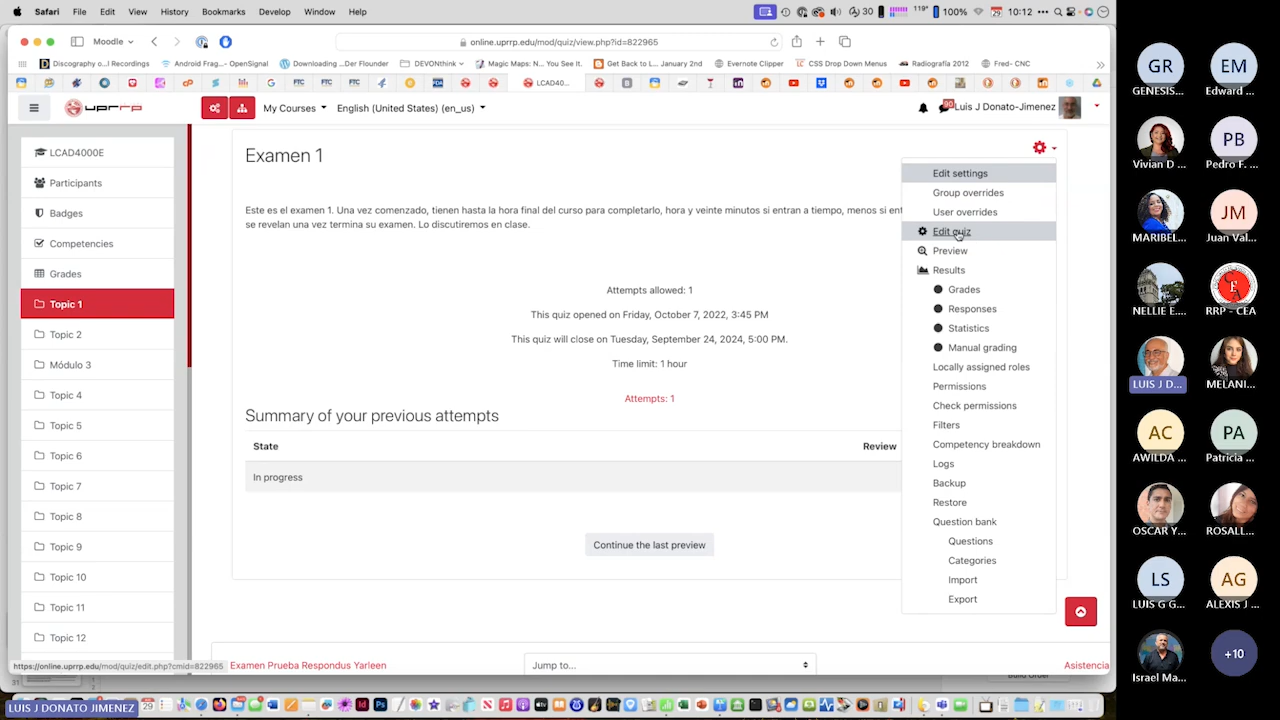 Safari File Edit View History Bookmarks Develop Window Help
30 119° 100% 29 10:12
Moodle
online.uprrp.edu/mod/quiz/view.php?id=822965
Discography o...l Recordings
Android Frag... - OpenSignal
Downloading ...Der Flounder
DEVONthink
Magic Maps: N... You See It.
Get Back to L... January 2nd
Evernote Clipper
CSS Drop Down Menus
Radiografía 2012
Fred- CNC
FTC FTC FTC LCAD40...
uprrp
My Courses
English (United States) (en_us)
Luis J Donato-Jimenez
LCAD4000E
Participants
Badges
Competencies
Grades
Topic 1
Topic 2
Módulo 3
Topic 4
Topic 5
Topic 6
Topic 7
Topic 8
Topic 9
Topic 10
Topic 11
Topic 12
Examen 1
Este es el examen 1. Una vez comenzado, tienen hasta la hora final del curso para completarlo, hora y veinte minutos si entran a tiempo, menos si ent
se revelan una vez termina su examen. Lo discutiremos en clase.
Attempts allowed: 1
This quiz opened on Friday, October 7, 2022, 3:45 PM
This quiz will close on Tuesday, September 24, 2024, 5:00 PM.
Time limit: 1 hour
Attempts: 1
Summary of your previous attempts
State Review
In progress
Continue the last preview
Edit settings
Group overrides
User overrides
Edit quiz
Preview
Results
Grades
Responses
Statistics
Manual grading
Locally assigned roles
Permissions
Check permissions
Filters
Competency breakdown
Logs
Backup
Restore
Question bank
Questions
Categories
Import
Export
https://online.uprrp.edu/mod/quiz/edit.php?cmid=822965
Examen Prueba Respondus Yarleen
Jump to...
Asistencia
Build Order
LUIS J DONATO JIMENEZ
GR
GENESIS...
EM
Edward ...
Vivian D ...
PB
Pedro F. ...
MARIBEL...
JM
Juan Val...
NELLIE E....
RRP - CEA
LUIS J D...
MELANI...
AC
AWILDA ...
PA
Patricia ...
OSCAR Y...
ROSALL...
LS
LUIS G G...
AG
ALEXIS J ...
Israel Ma...
+10